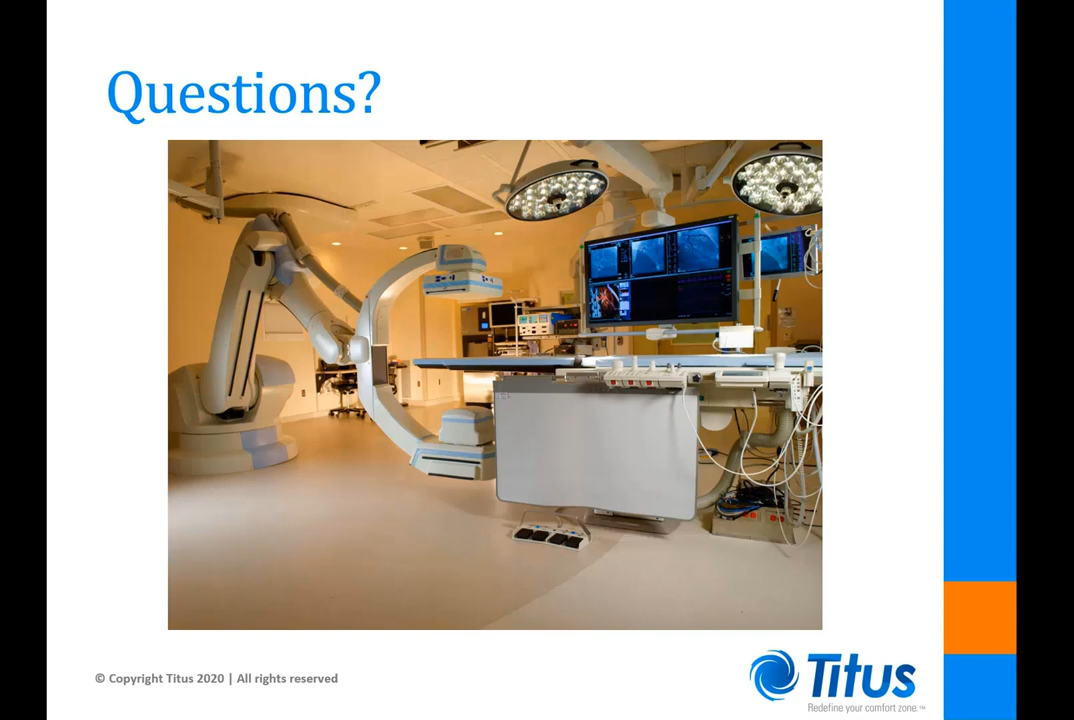 Questions?
© Copyright Titus 2020 | All rights reserved
Titus
Redefine your comfort zone.™